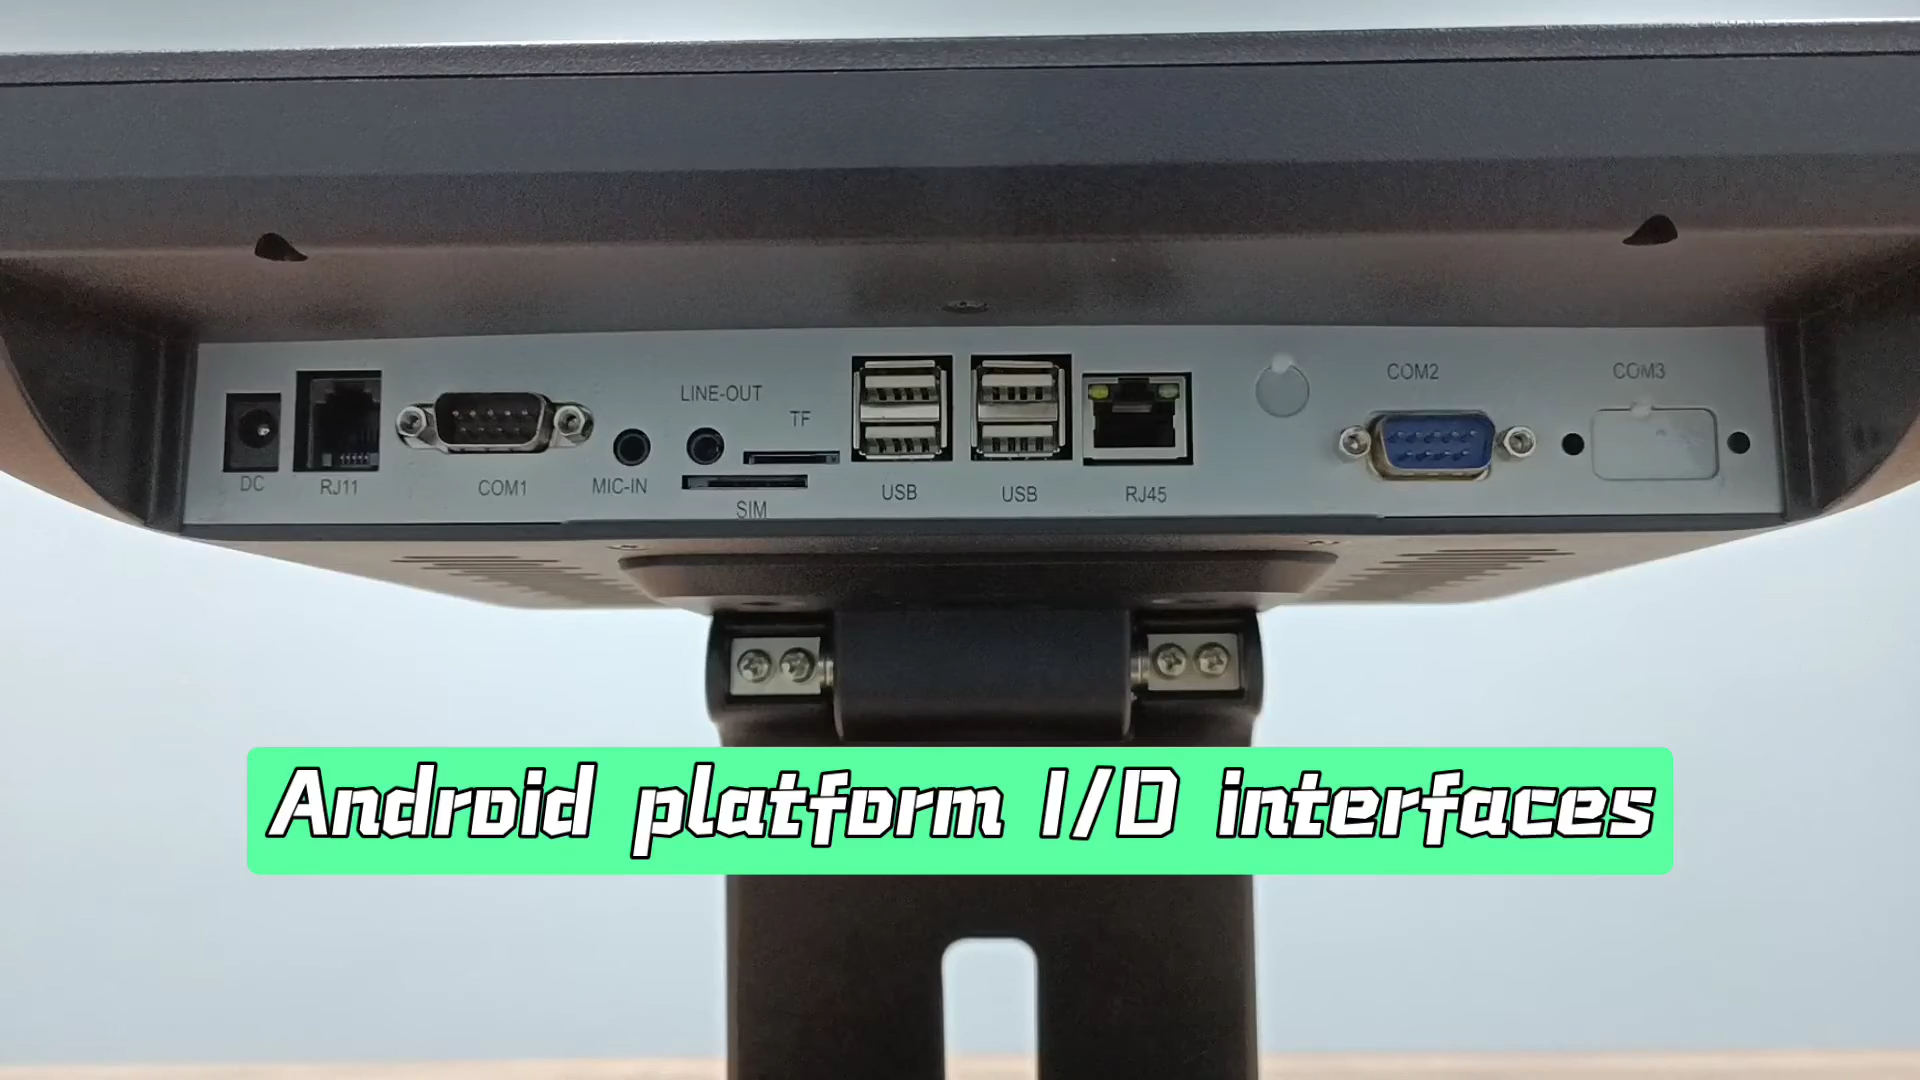 COM2
COM3
LINE-OUT
TF
DC
RJ11
COM1
MIC-IN
SIM
USB
USB
RJ45
Android platform I/O interfaces